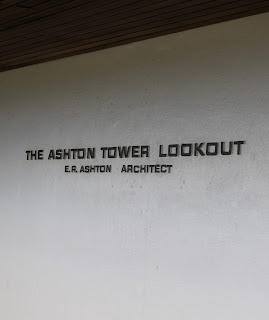 THE ASHTON TOWER LOOKOUT
E.R. ASHTON ARCHITECT